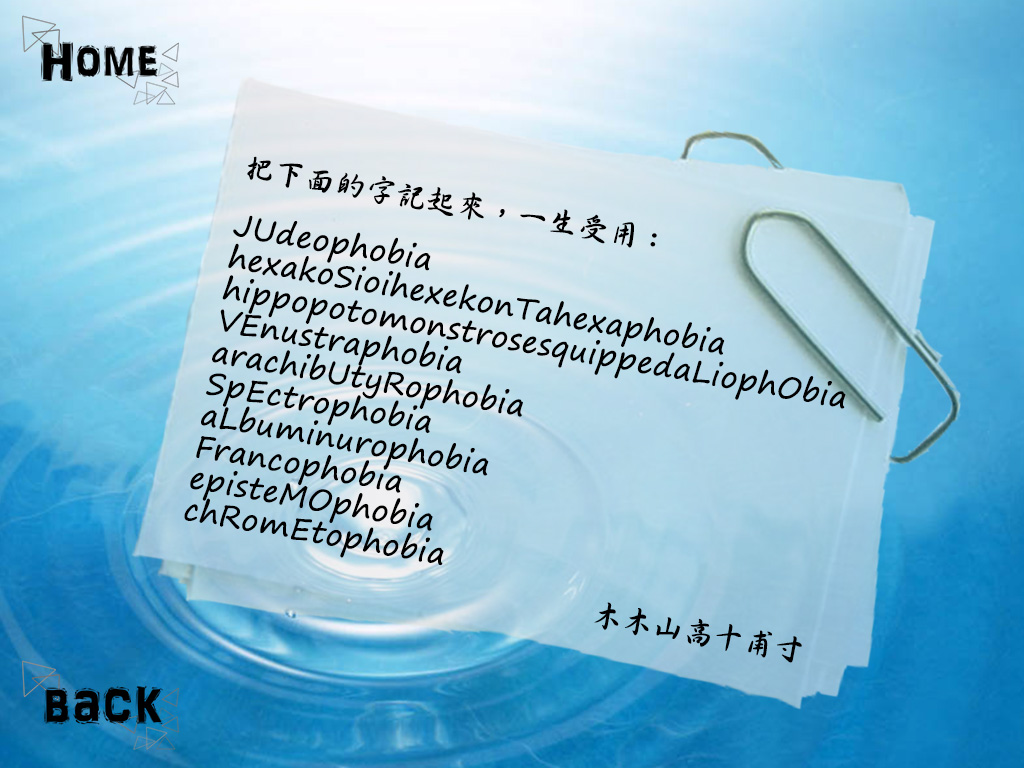 HOME
把下面的字記起來，一生受用：
JUdeophobia
hexakoSioihexekonTahexaphobia
hippopotomonstrosesquippedaLiophObia
VEnustraphobia
arachibUtyRophobia
SpEctrophobia
aLbuminurophobia
Francophobia
episteMOphobia
chRomEtophobia
木木山高十甫寸
BaCK